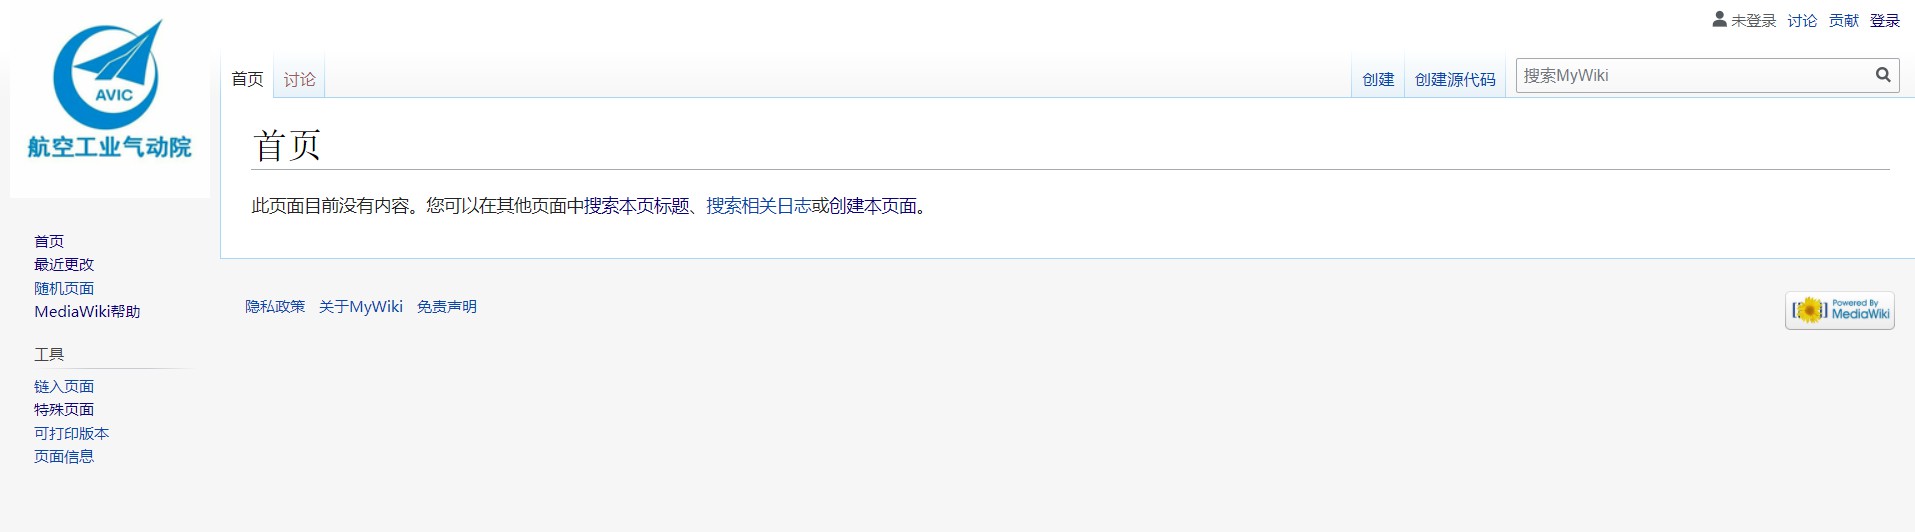 AVIC
航空工业气动院
未登录 讨论 贡献 登录
首页 讨论 创建 创建源代码 搜索MyWiki
首页
此页面目前没有内容。您可以在其他页面中搜索本页标题、搜索相关日志或创建本页面。
首页
最近更改
随机页面
MediaWiki帮助
工具
链入页面
特殊页面
可打印版本
页面信息
隐私政策 关于MyWiki 免责声明
Powered By
MediaWiki